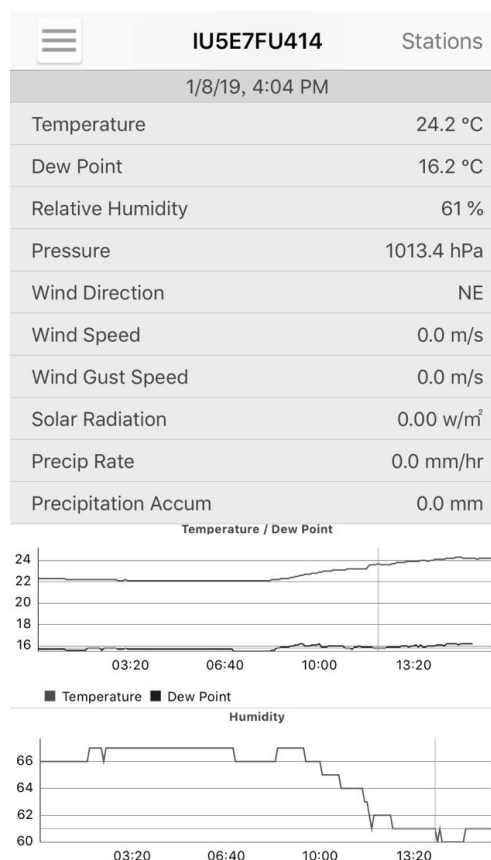 IU5E7FU414 Stations
1/8/19, 4:04 PM
Temperature 24.2 °C
Dew Point 16.2 °C
Relative Humidity 61 %
Pressure 1013.4 hPa
Wind Direction NE
Wind Speed 0.0 m/s
Wind Gust Speed 0.0 m/s
Solar Radiation 0.00 w/㎡
Precip Rate 0.0 mm/hr
Precipitation Accum 0.0 mm
Temperature / Dew Point
24
22
20
18
16
03:20 06:40 10:00 13:20
Temperature Dew Point
Humidity
66
64
62
60
03:20 06:40 10:00 13:20